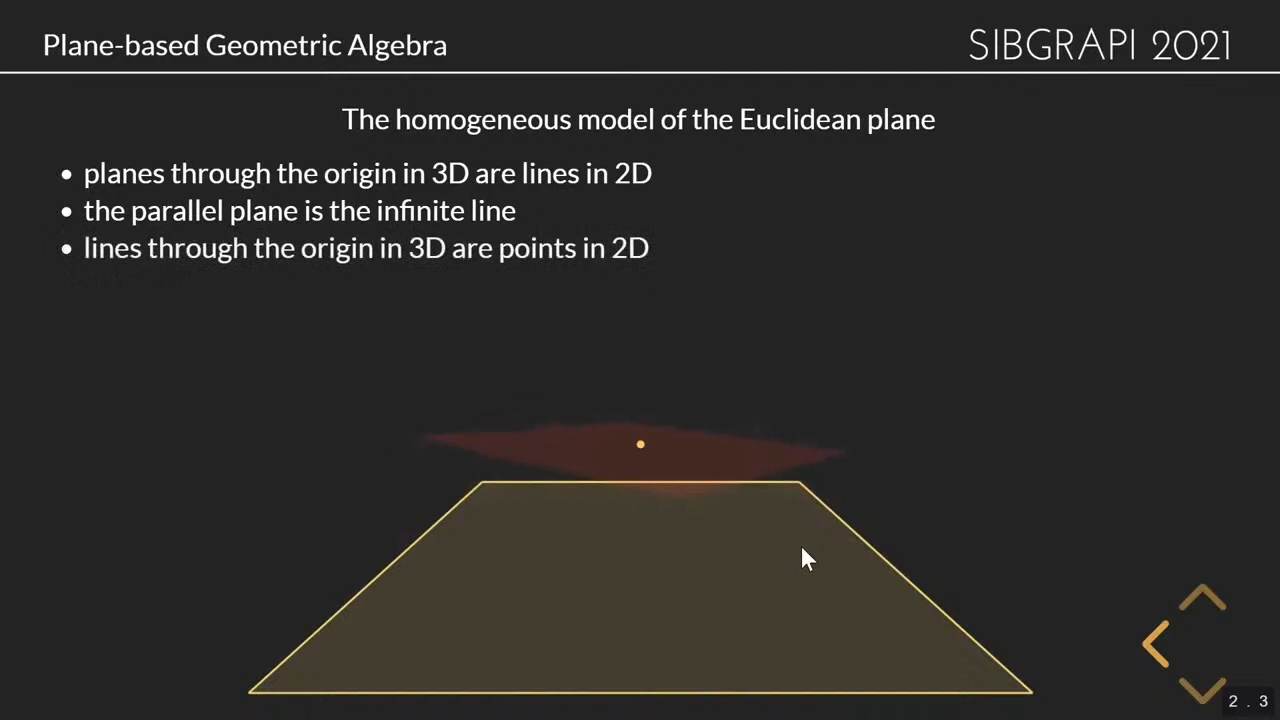 Plane-based Geometric Algebra
SIBGRAPI 2021
The homogeneous model of the Euclidean plane
• planes through the origin in 3D are lines in 2D
• the parallel plane is the infinite line
• lines through the origin in 3D are points in 2D
2 . 3